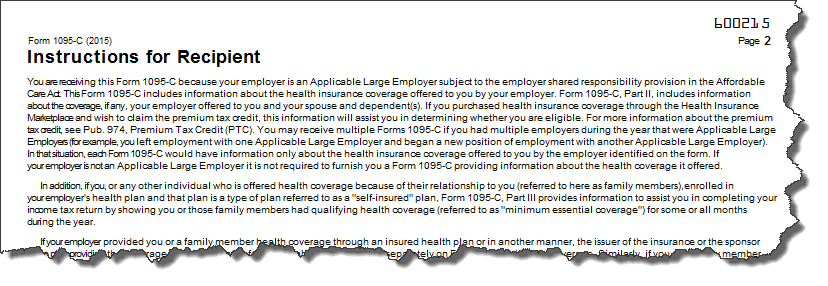 600215
Form 1095-C (2015)
Page 2
Instructions for Recipient
You are receiving this Form 1095-C because your employer is an Applicable Large Employer subject to the employer shared responsibility provision in the Affordable
Care Act. This Form 1095-C includes information about the health insurance coverage offered to you by your employer. Form 1095-C, Part II, includes information
about the coverage, if any, your employer offered to you and your spouse and dependent(s). If you purchased health insurance coverage through the Health Insurance
Marketplace and wish to claim the premium tax credit, this information will assist you in determining whether you are eligible. For more information about the premium
tax credit, see Pub. 974, Premium Tax Credit (PTC). You may receive multiple Forms 1095-C if you had multiple employers during the year that were Applicable Large
Employers (for example, you left employment with one Applicable Large Employer and began a new position of employment with another Applicable Large Employer).
In that situation, each Form 1095-C would have information only about the health insurance coverage offered to you by the employer identified on the form. If
your employer is not an Applicable Large Employer it is not required to furnish you a Form 1095-C providing information about the health coverage it offered.
In addition, if you, or any other individual who is offered health coverage because of their relationship to you (referred to here as family members), enrolled in
your employer's health plan and that plan is a type of plan referred to as a "self-insured" plan, Form 1095-C, Part III provides information to assist you in completing your
income tax return by showing you or those family members had qualifying health coverage (referred to as "minimum essential coverage") for some or all months
during the year.
If your employer provided you or a family member health coverage through an insured health plan or in another manner, the issuer of the insurance or the sponsor
Similarly, if you member